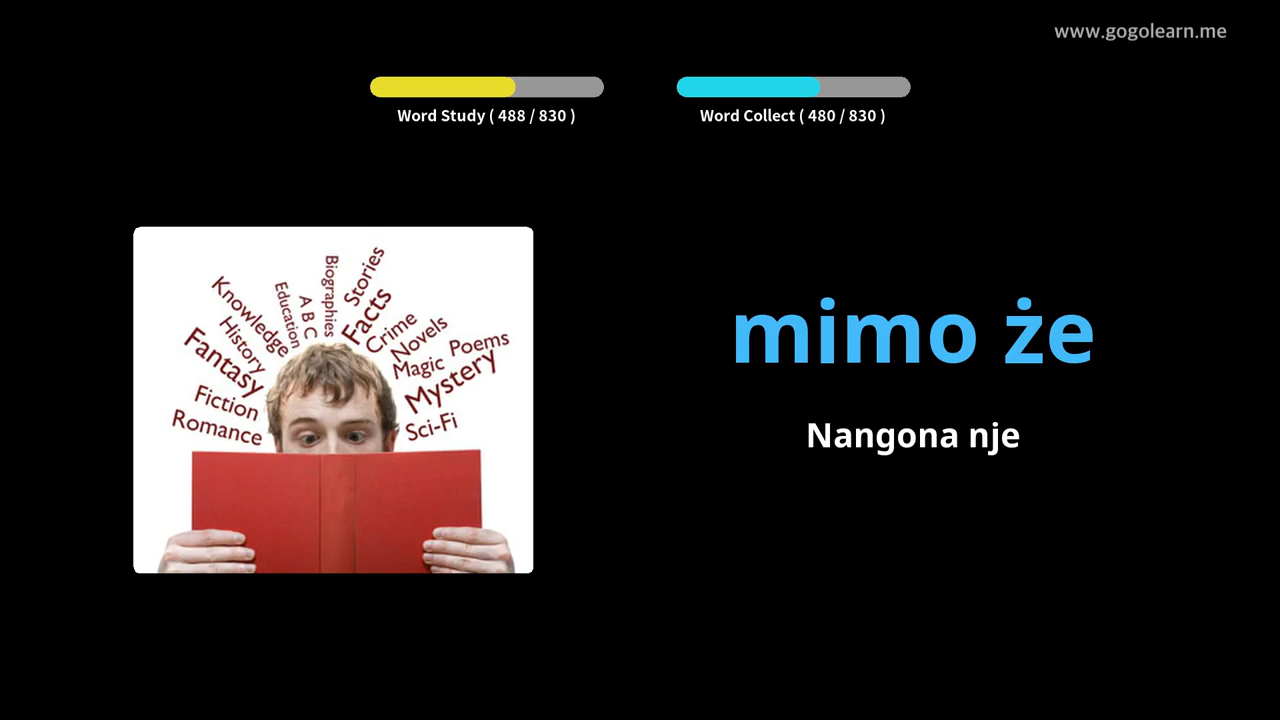 www.gogolearn.me
Word Study ( 488 / 830 )
Word Collect ( 480 / 830 )
Knowledge
History
Fantasy
Fiction
Romance
Education
A B C
Biographies
Stories
Facts
Crime
Novels
Magic
Poems
Mystery
Sci-Fi
mimo że
Nangona nje